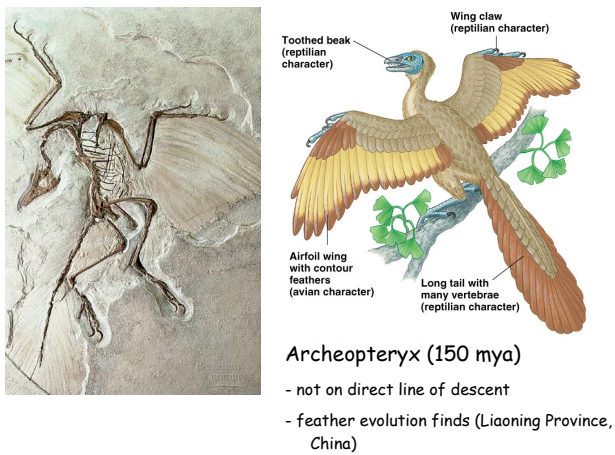 Toothed beak
(reptilian
character)
Wing claw
(reptilian character)
Airfoil wing
with contour
feathers
(avian character)
Long tail with
many vertebrae
(reptilian character)
Archeopteryx (150 mya)
- not on direct line of descent
- feather evolution finds (Liaoning Province,
China)